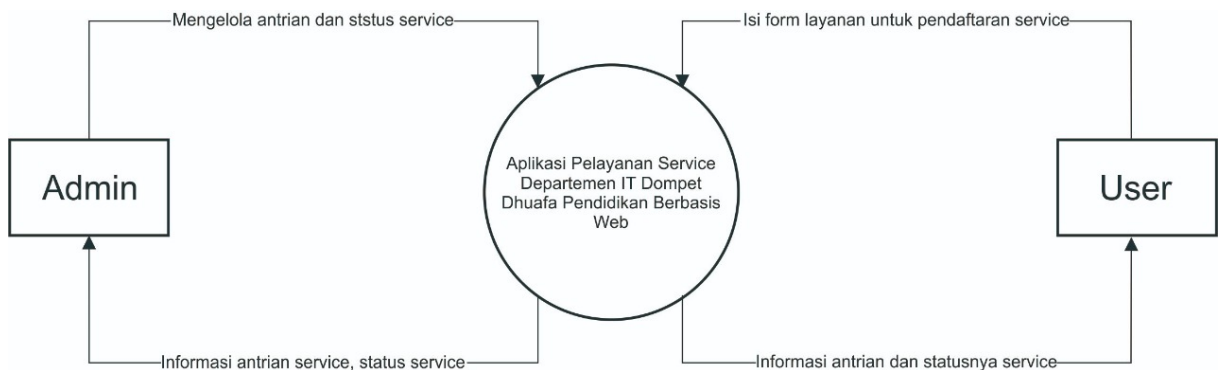 Mengelola antrian dan ststus service
Isi form layanan untuk pendaftaran service
Admin
Aplikasi Pelayanan Service
Departemen IT Dompet
Dhuafa Pendidikan Berbasis
Web
User
Informasi antrian service, status service
Informasi antrian dan statusnya service